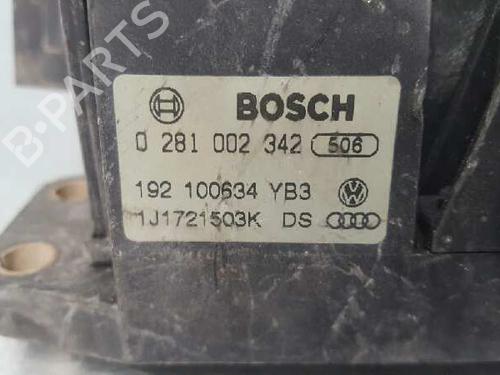 BOSCH
0 281 002 342 506
192 100634 YB3
1J1721503K DS
B-PARTS